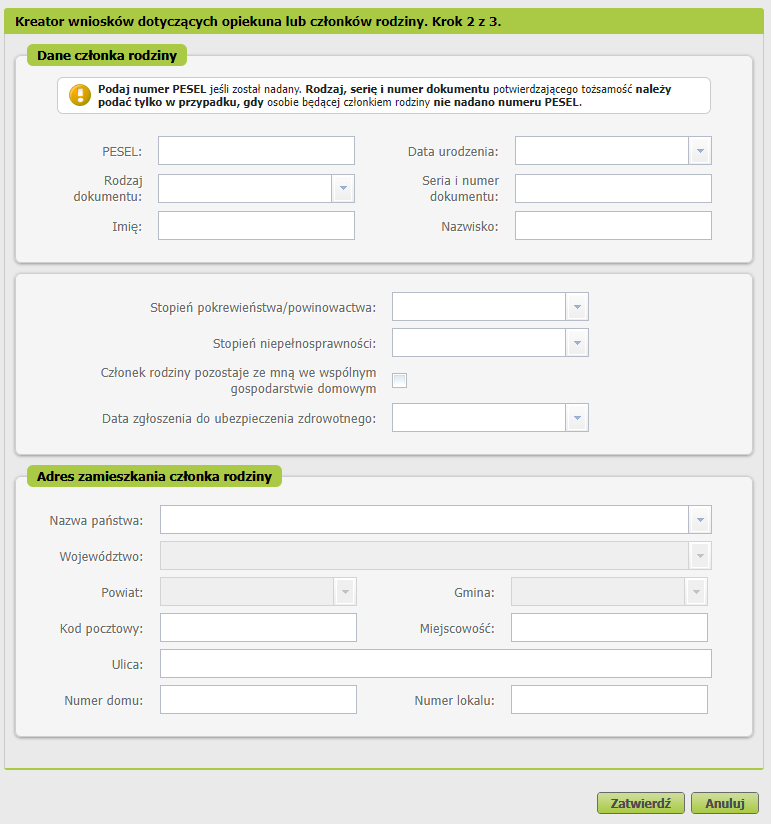 Kreator wniosków dotyczących opiekuna lub członków rodziny. Krok 2 z 3.
Dane członka rodziny
Podaj numer PESEL jeśli został nadany. Rodzaj, serię i numer dokumentu potwierdzającego tożsamość należy
podać tylko w przypadku, gdy osobie będącej członkiem rodziny nie nadano numeru PESEL.
PESEL: Data urodzenia:
Rodzaj
dokumentu:
Seria i numer
dokumentu:
Imię: Nazwisko:
Stopień pokrewieństwa/powinowactwa:
Stopień niepełnosprawności:
Członek rodziny pozostaje ze mną we wspólnym
gospodarstwie domowym
Data zgłoszenia do ubezpieczenia zdrowotnego:
Adres zamieszkania członka rodziny
Nazwa państwa:
Województwo:
Powiat: Gmina:
Kod pocztowy: Miejscowość:
Ulica:
Numer domu: Numer lokalu:
Zatwierdź Anuluj